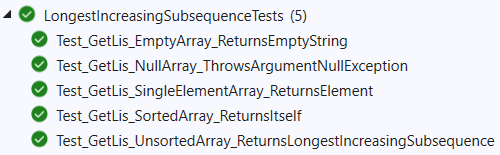 LongestIncreasingSubsequenceTests (5)
Test_GetLis_EmptyArray_ReturnsEmptyString
Test_GetLis_NullArray_ThrowsArgumentNullException
Test_GetLis_SingleElementArray_ReturnsElement
Test_GetLis_SortedArray_ReturnsItself
Test_GetLis_UnsortedArray_ReturnsLongestIncreasingSubsequence